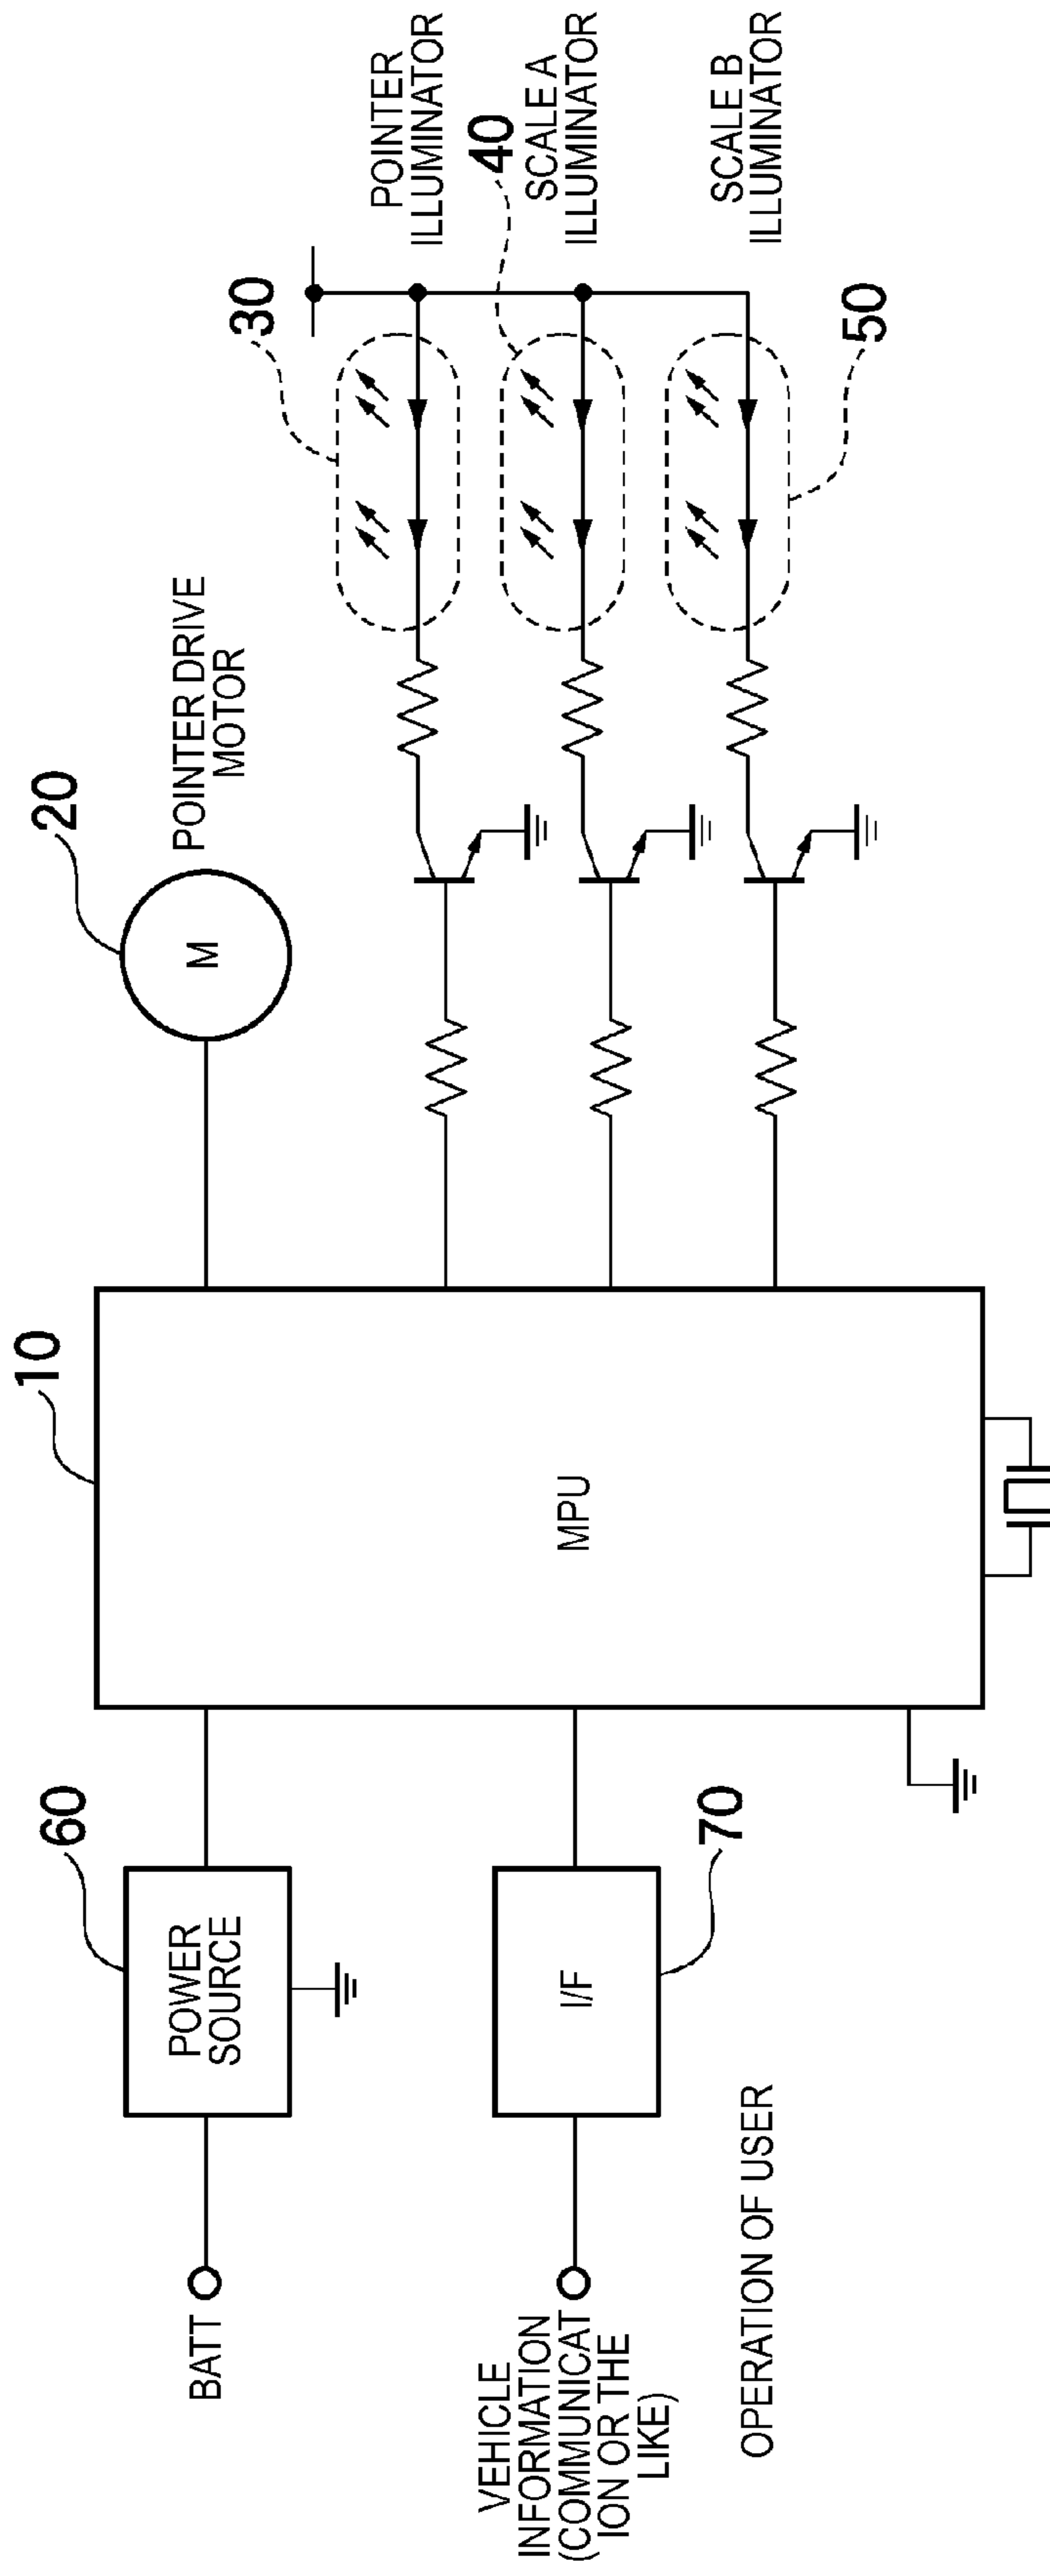 BATT
60
POWER
SOURCE
10
MPU
20
M
POINTER DRIVE
MOTOR
30
POINTER
ILLUMINATOR
40
SCALE A
ILLUMINATOR
50
SCALE B
ILLUMINATOR
VEHICLE
INFORMATION
(COMMUNICAT
ION OR THE
LIKE)
I/F
70
OPERATION OF USER